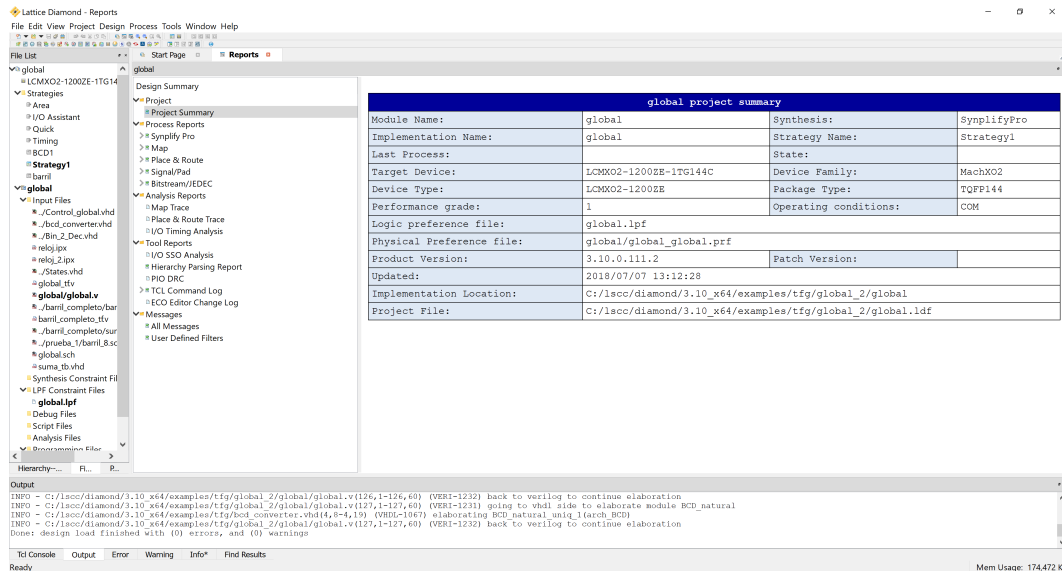 Lattice Diamond - Reports
File Edit View Project Design Process Tools Window Help
File List
Start Page
Reports
global
LCMXO2-1200ZE-1TG14
Strategies
Area
I/O Assistant
Quick
Timing
BCD1
Strategy1
barril
global
Input Files
../Control_global.vhd
../bcd_converter.vhd
../Bin_2_Dec.vhd
reloj.ipx
reloj_2.ipx
../States.vhd
global_tf.v
global/global.v
../barril_completo/bar
barril_completo_tf.v
../barril_completo/sur
../prueba_1/barril_8.sc
global.sch
suma_tb.vhd
Synthesis Constraint Fil
LPF Constraint Files
global.lpf
Debug Files
Script Files
Analysis Files
Programming Files
Hierarchy--... Fi... P...
global
Design Summary
Project
Project Summary
Process Reports
Synplify Pro
Map
Place & Route
Signal/Pad
Bitstream/JEDEC
Analysis Reports
Map Trace
Place & Route Trace
I/O Timing Analysis
Tool Reports
I/O SSO Analysis
Hierarchy Parsing Report
PIO DRC
TCL Command Log
ECO Editor Change Log
Messages
All Messages
User Defined Filters
global project summary
Module Name: global Synthesis: SynplifyPro
Implementation Name: global Strategy Name: Strategy1
Last Process: State:
Target Device: LCMXO2-1200ZE-1TG144C Device Family: MachXO2
Device Type: LCMXO2-1200ZE Package Type: TQFP144
Performance grade: 1 Operating conditions: COM
Logic preference file: global.lpf
Physical Preference file: global/global_global.prf
Product Version: 3.10.0.111.2 Patch Version:
Updated: 2018/07/07 13:12:28
Implementation Location: C:/lscc/diamond/3.10_x64/examples/tfg/global_2/global
Project File: C:/lscc/diamond/3.10_x64/examples/tfg/global_2/global.ldf
Output
INFO - C:/lscc/diamond/3.10_x64/examples/tfg/global_2/global/global.v(126,1-126,60) (VERI-1232) back to verilog to continue elaboration
INFO - C:/lscc/diamond/3.10_x64/examples/tfg/global_2/global/global.v(127,1-127,60) (VERI-1231) going to vhdl side to elaborate module BCD_natural
INFO - C:/lscc/diamond/3.10_x64/examples/tfg/bcd_converter.vhd(4,8-4,19) (VHDL-1067) elaborating BCD_natural_uniq_1(arch_BCD)
INFO - C:/lscc/diamond/3.10_x64/examples/tfg/global_2/global/global.v(127,1-127,60) (VERI-1232) back to verilog to continue elaboration
Done: design load finished with (0) errors, and (0) warnings
Tcl Console Output Error Warning Info* Find Results
Ready
Mem Usage: 174,472 K